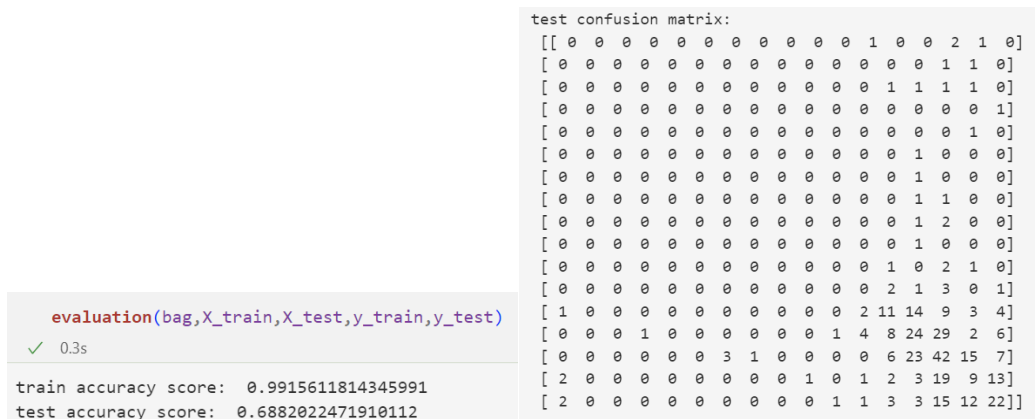 evaluation(bag,X_train,X_test,y_train,y_test)
0.3s
train accuracy score:  0.9915611814345991
test accuracy score:  0.6882022471910112
test confusion matrix:
[[ 0  0  0  0  0  0  0  0  0  0  0  1  0  0  2  1  0]
[ 0  0  0  0  0  0  0  0  0  0  0  0  0  0  1  1  0]
[ 0  0  0  0  0  0  0  0  0  0  0  0  1  1  1  1  0]
[ 0  0  0  0  0  0  0  0  0  0  0  0  0  0  0  0  1]
[ 0  0  0  0  0  0  0  0  0  0  0  0  0  0  0  1  0]
[ 0  0  0  0  0  0  0  0  0  0  0  0  0  1  0  0  0]
[ 0  0  0  0  0  0  0  0  0  0  0  0  0  1  0  0  0]
[ 0  0  0  0  0  0  0  0  0  0  0  0  0  1  1  0  0]
[ 0  0  0  0  0  0  0  0  0  0  0  0  0  1  2  0  0]
[ 0  0  0  0  0  0  0  0  0  0  0  0  0  1  0  0  0]
[ 0  0  0  0  0  0  0  0  0  0  0  0  1  0  2  1  0]
[ 0  0  0  0  0  0  0  0  0  0  0  0  2  1  3  0  1]
[ 1  0  0  0  0  0  0  0  0  0  0  2 11 14  9  3  4]
[ 0  0  0  1  0  0  0  0  0  0  1  4  8 24 29  2  6]
[ 0  0  0  0  0  0  3  1  0  0  0  0  6 23 42 15  7]
[ 2  0  0  0  0  0  0  0  0  1  0  1  2  3 19  9 13]
[ 2  0  0  0  0  0  0  0  0  0  1  1  3  3 15 12 22]]